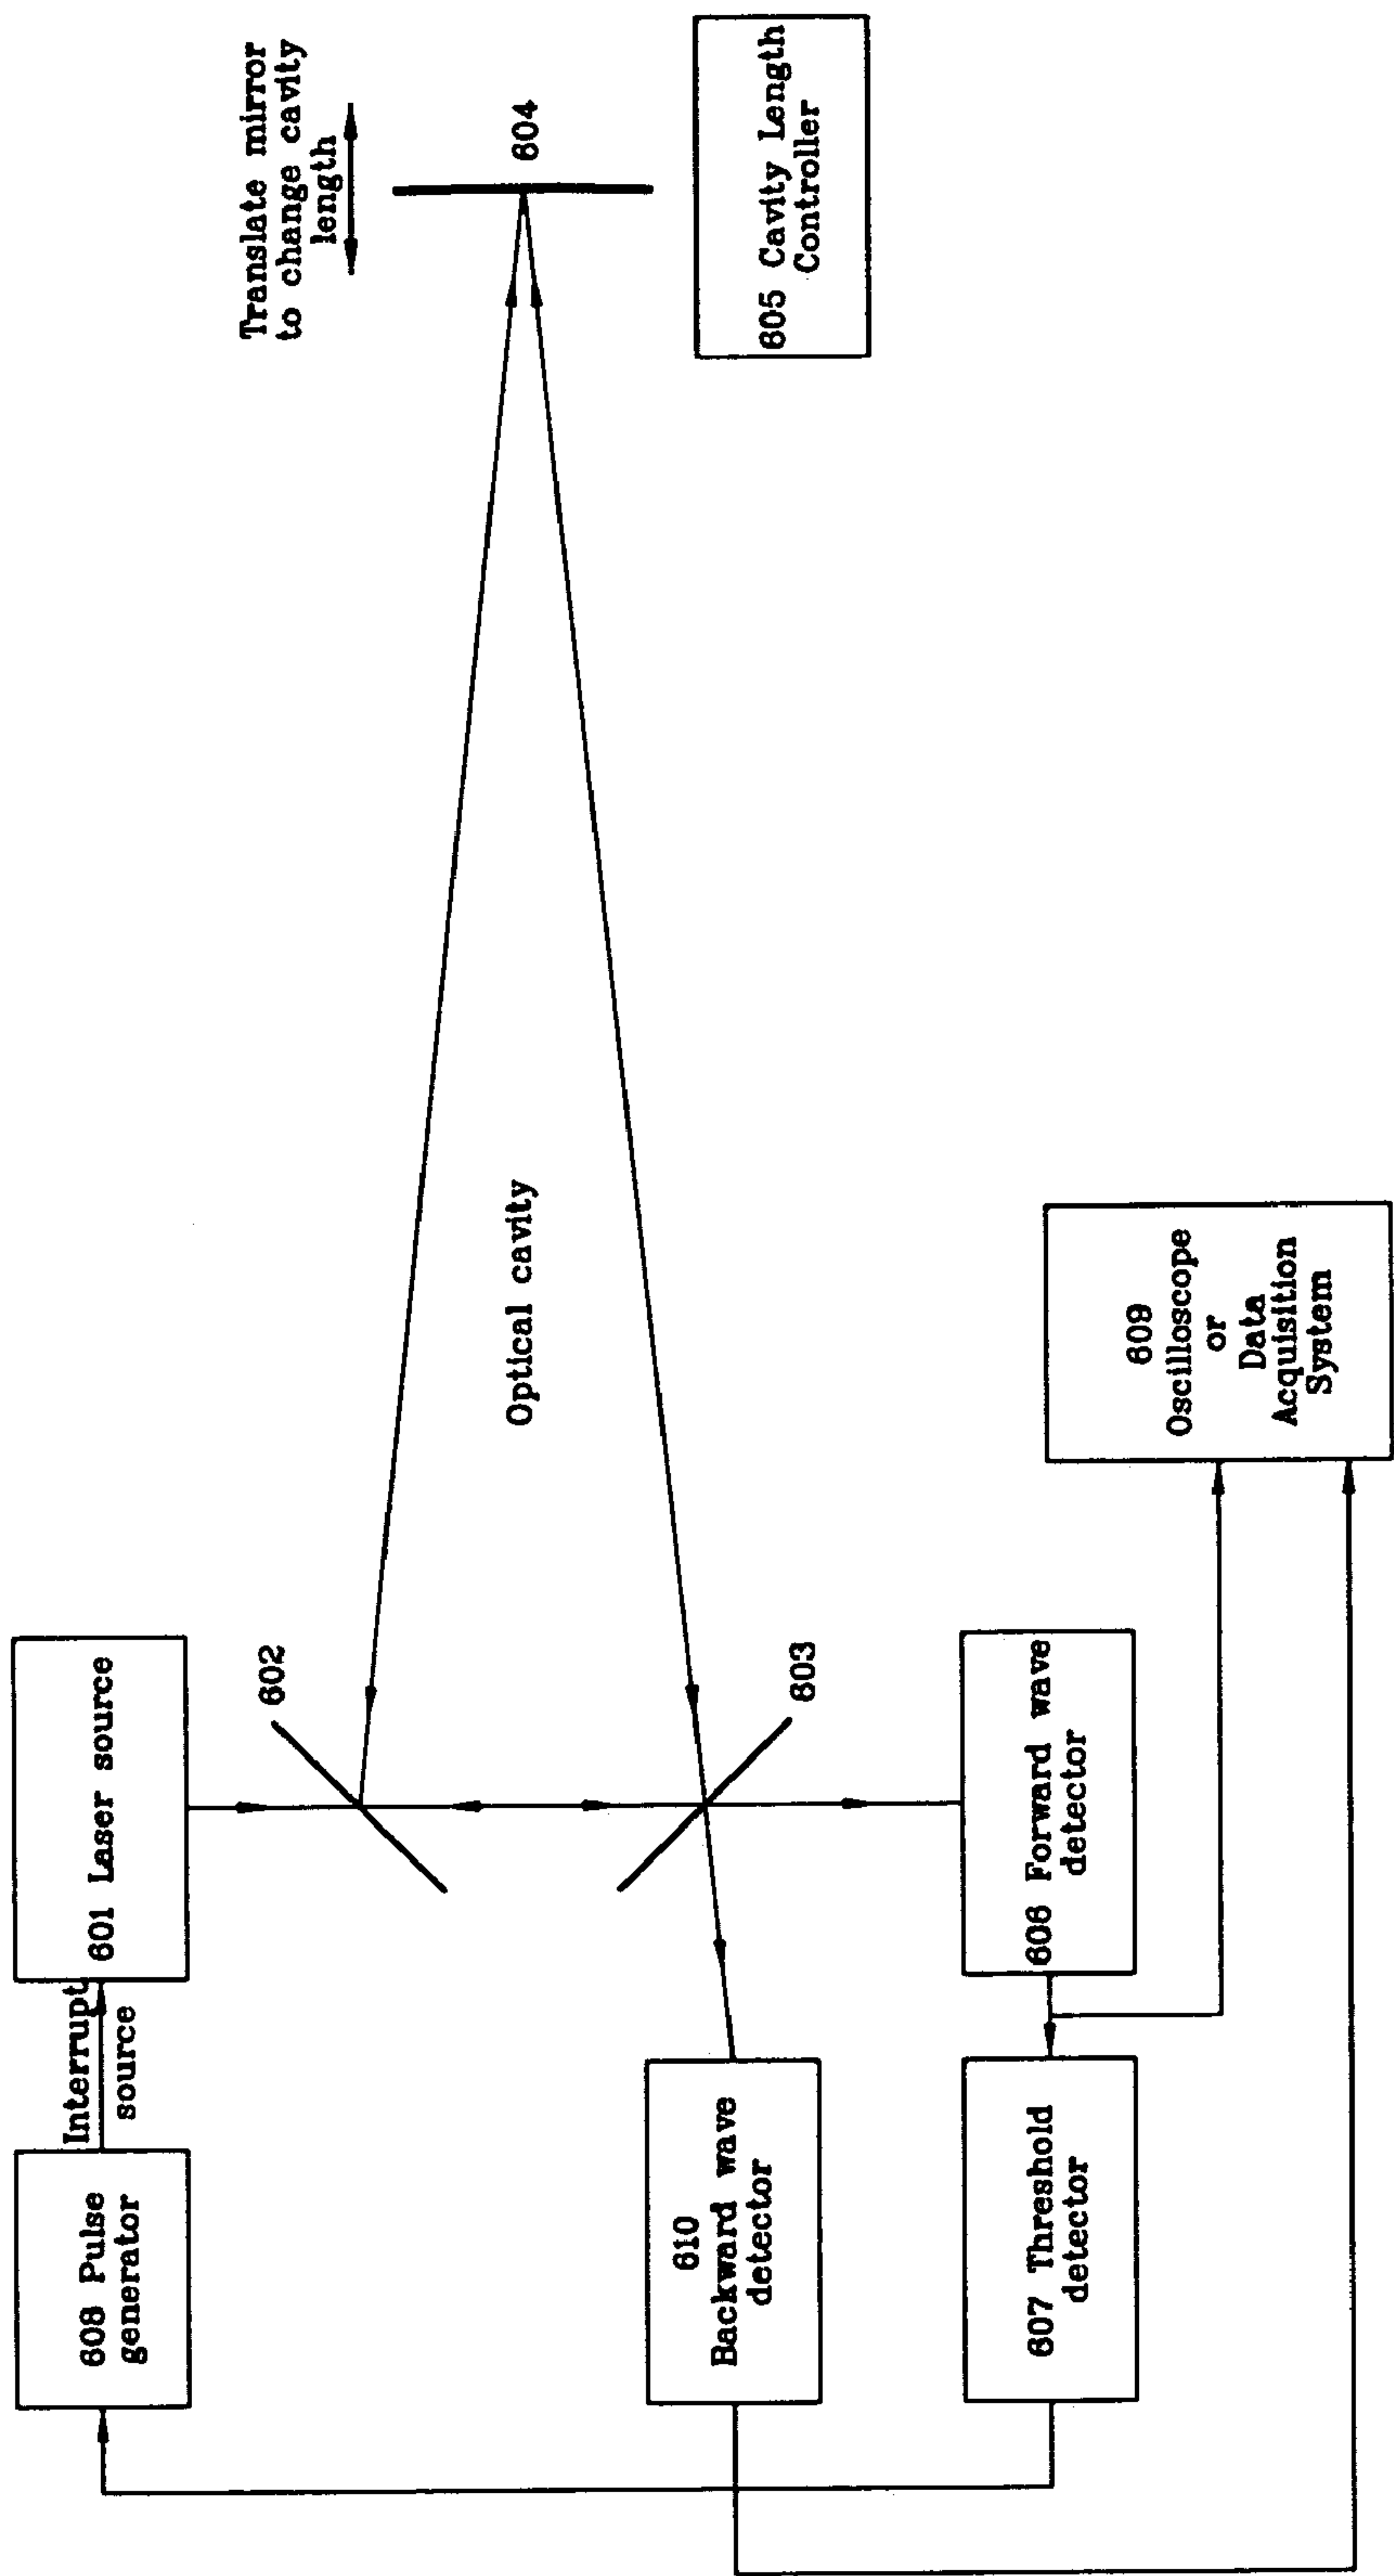 608 Pulse
generator
Interrupt
source
601 Laser source
602
610
Backward wave
detector
603
Optical cavity
Translate mirror
to change cavity
length
604
607 Threshold
detector
606 Forward wave
detector
605 Cavity Length
Controller
609
Oscilloscope
or
Data
Acquisition
System